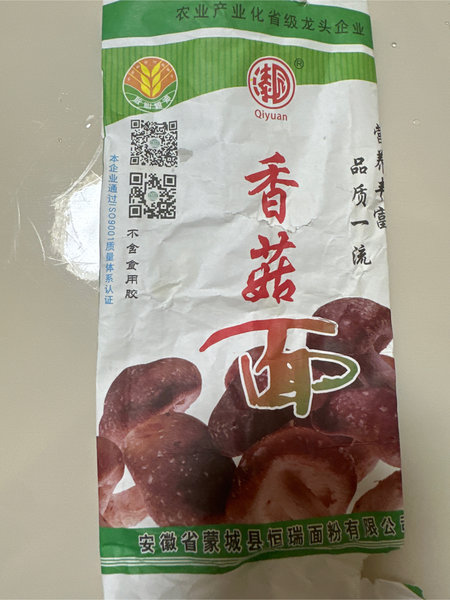 农业产业化省级龙头企业
®
Qiyuan
营养丰富
品质一流
本企业通过ISO9001质量体系认证
不含食用胶
香菇面
安徽省蒙城县恒瑞面粉有限公司